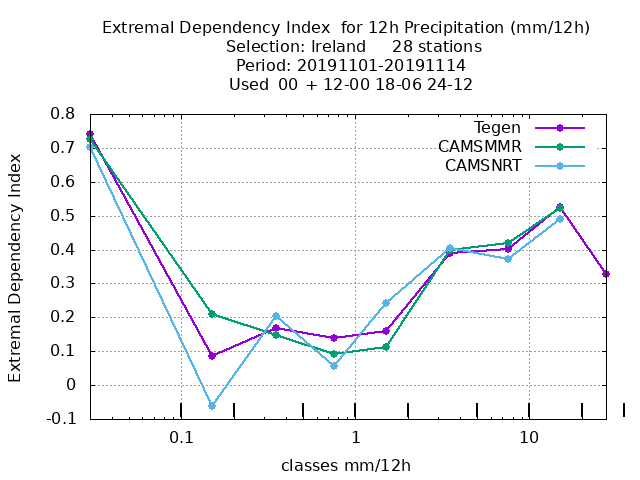 Extremal Dependency Index  for 12h Precipitation (mm/12h)
Selection: Ireland     28 stations
Period: 20191101-20191114
Used  00 + 12-00 18-06 24-12
Tegen
CAMSMMR
CAMSNRT
Extremal Dependency Index
0.8
0.7
0.6
0.5
0.4
0.3
0.2
0.1
0
-0.1
0.1
1
10
classes mm/12h